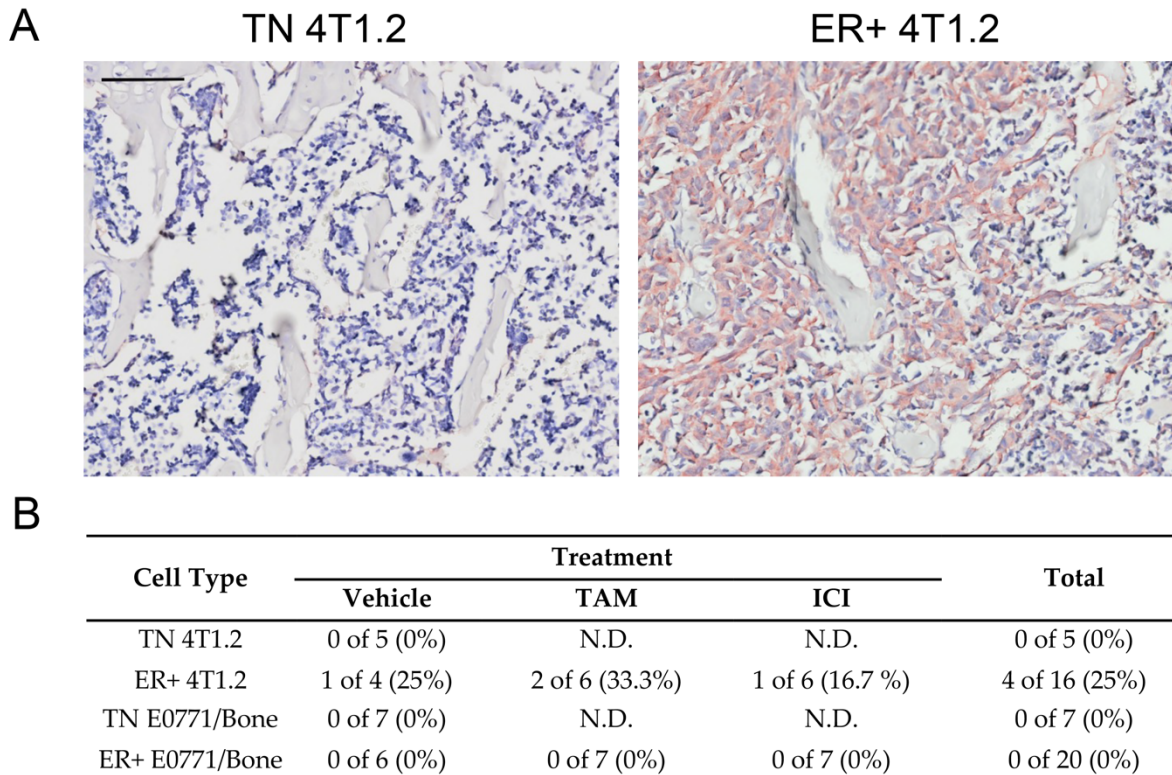 A
TN 4T1.2
ER+ 4T1.2
B
Cell Type Treatment Total
Vehicle TAM ICI
TN 4T1.2 0 of 5 (0%) N.D. N.D. 0 of 5 (0%)
ER+ 4T1.2 1 of 4 (25%) 2 of 6 (33.3%) 1 of 6 (16.7 %) 4 of 16 (25%)
TN E0771/Bone 0 of 7 (0%) N.D. N.D. 0 of 7 (0%)
ER+ E0771/Bone 0 of 6 (0%) 0 of 7 (0%) 0 of 7 (0%) 0 of 20 (0%)